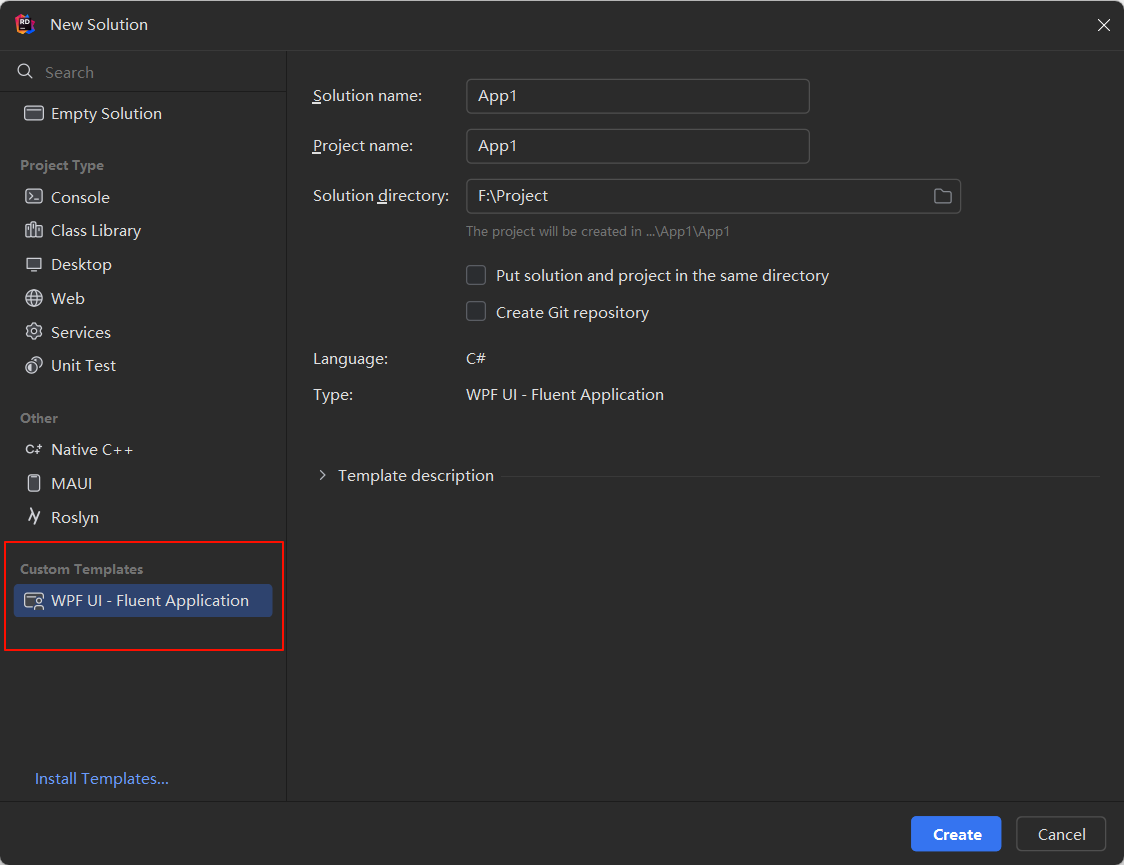 RD
New Solution
Search
Empty Solution
Project Type
Console
Class Library
Desktop
Web
Services
Unit Test
Other
C+ Native C++
MAUI
Roslyn
Custom Templates
WPF UI - Fluent Application
Install Templates...
Solution name: App1
Project name: App1
Solution directory: F:\Project
The project will be created in ...\App1\App1
Put solution and project in the same directory
Create Git repository
Language: C#
Type: WPF UI - Fluent Application
Template description
Create Cancel